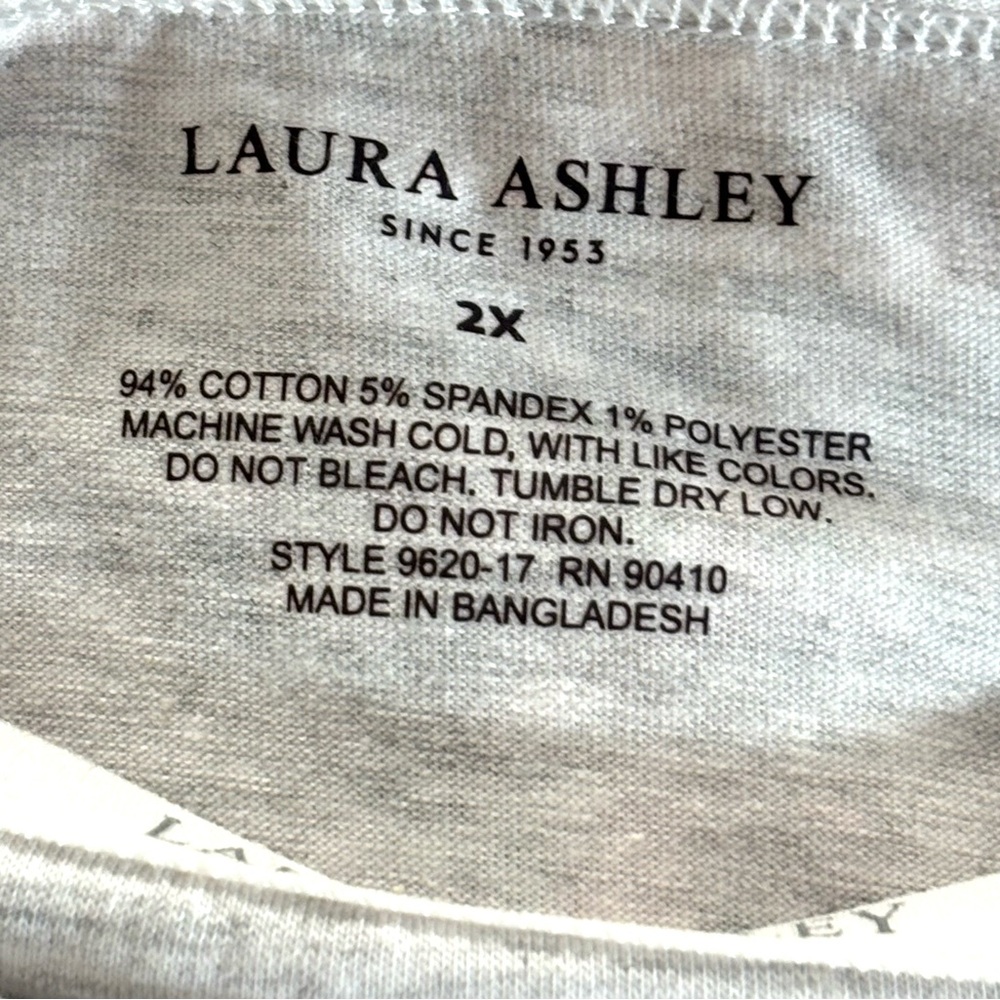 LAURA ASHLEY
SINCE 1953
2X
94% COTTON 5% SPANDEX 1% POLYESTER
MACHINE WASH COLD, WITH LIKE COLORS.
DO NOT BLEACH. TUMBLE DRY LOW.
DO NOT IRON.
STYLE 9620-17 RN 90410
MADE IN BANGLADESH